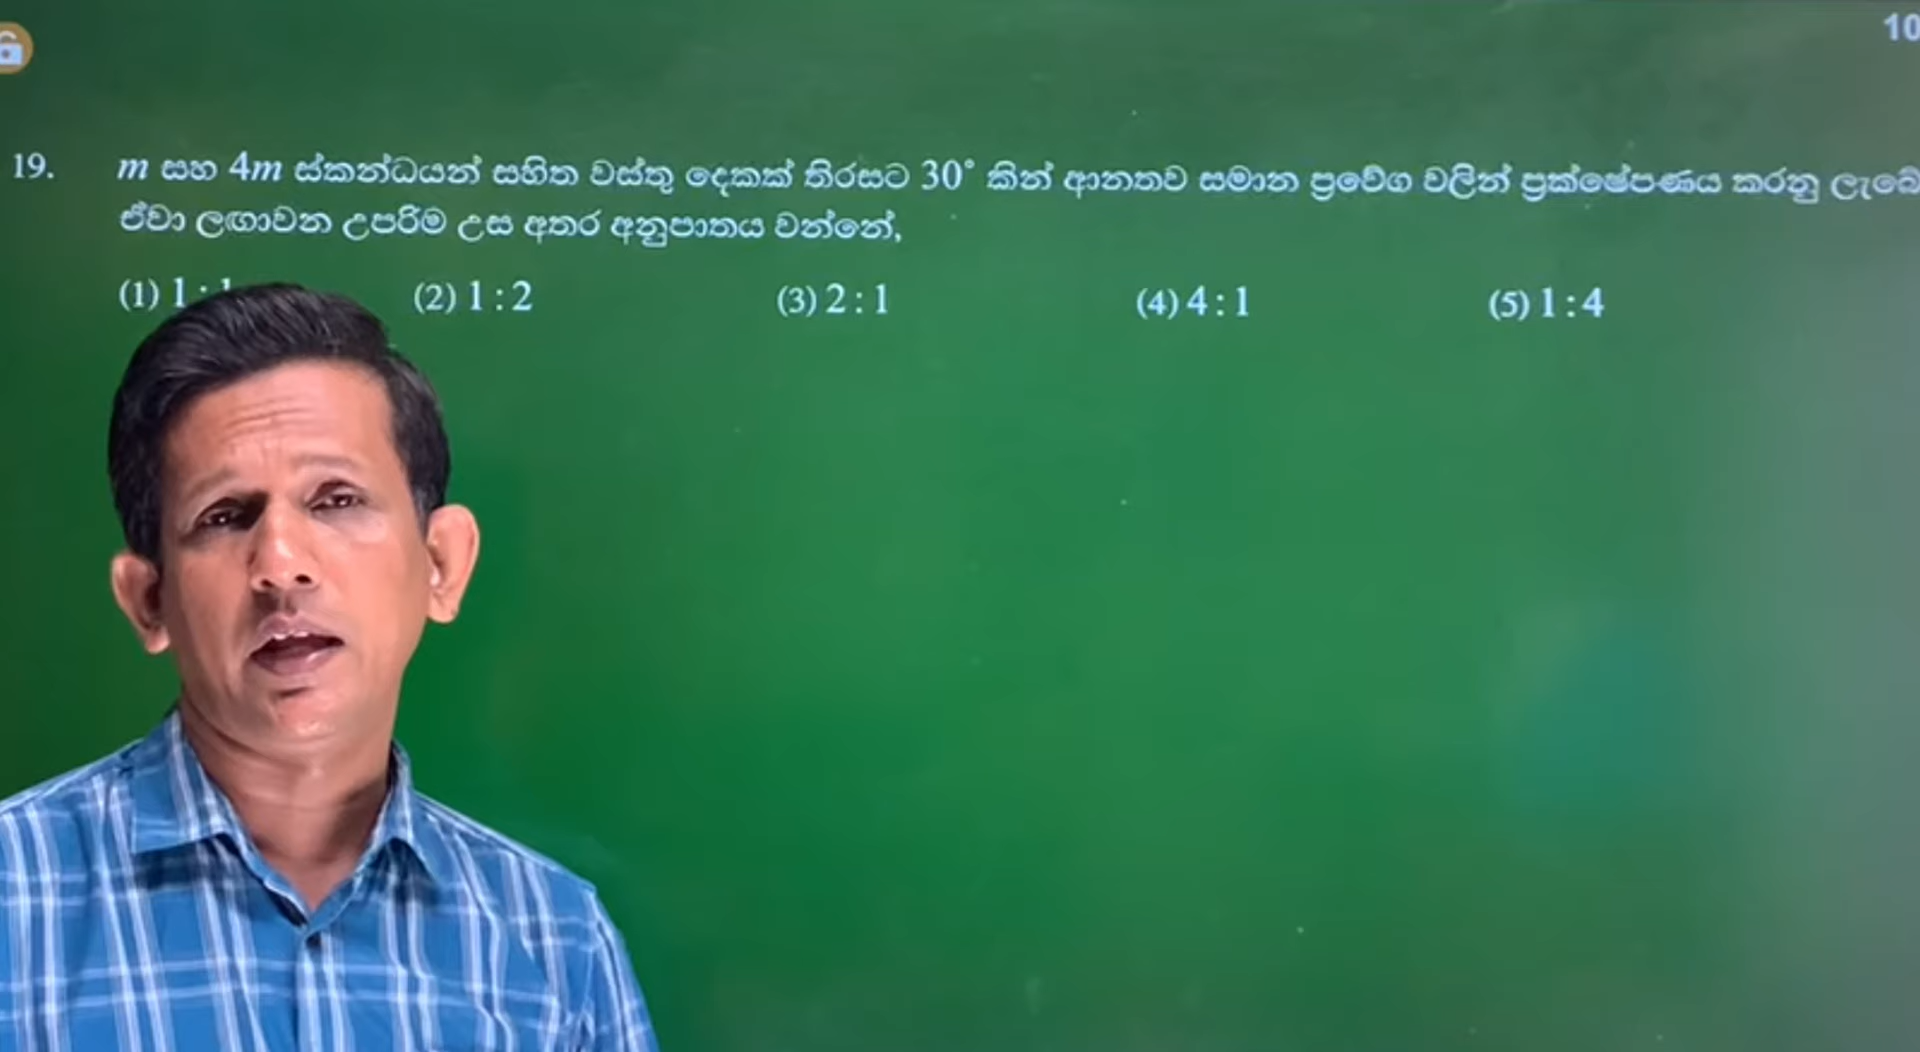 10
19. m සහ 4m ස්කන්ධයන් සහිත වස්තු දෙකක් තිරසට 30° කින් ආනතව සමාන ප්‍රවේග වලින් ප්‍රක්ෂේපණය කරනු ලැබේ
ඒවා ලඟාවන උපරිම උස අතර අනුපාතය වන්නේ,
(1) 1 : 1 (2) 1 : 2 (3) 2 : 1 (4) 4 : 1 (5) 1 : 4